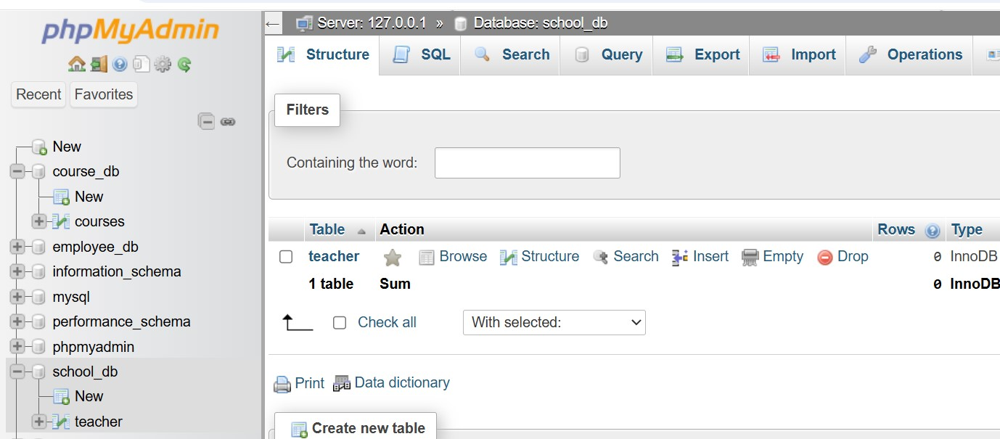 phpMyAdmin
Recent Favorites
New
course_db
New
courses
employee_db
information_schema
mysql
performance_schema
phpmyadmin
school_db
New
teacher
Server: 127.0.0.1 » Database: school_db
Structure SQL Search Query Export Import Operations
Filters
Containing the word:
Table Action Rows Type
teacher Browse Structure Search Insert Empty Drop 0 InnoDB
1 table Sum 0 InnoDB
Check all With selected:
Print Data dictionary
Create new table